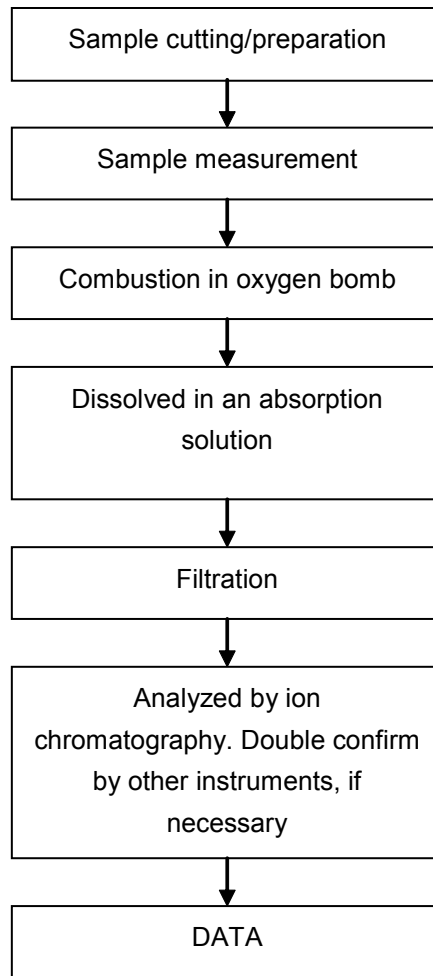 Sample cutting/preparation
Sample measurement
Combustion in oxygen bomb
Dissolved in an absorption
solution
Filtration
Analyzed by ion
chromatography. Double confirm
by other instruments, if
necessary
DATA